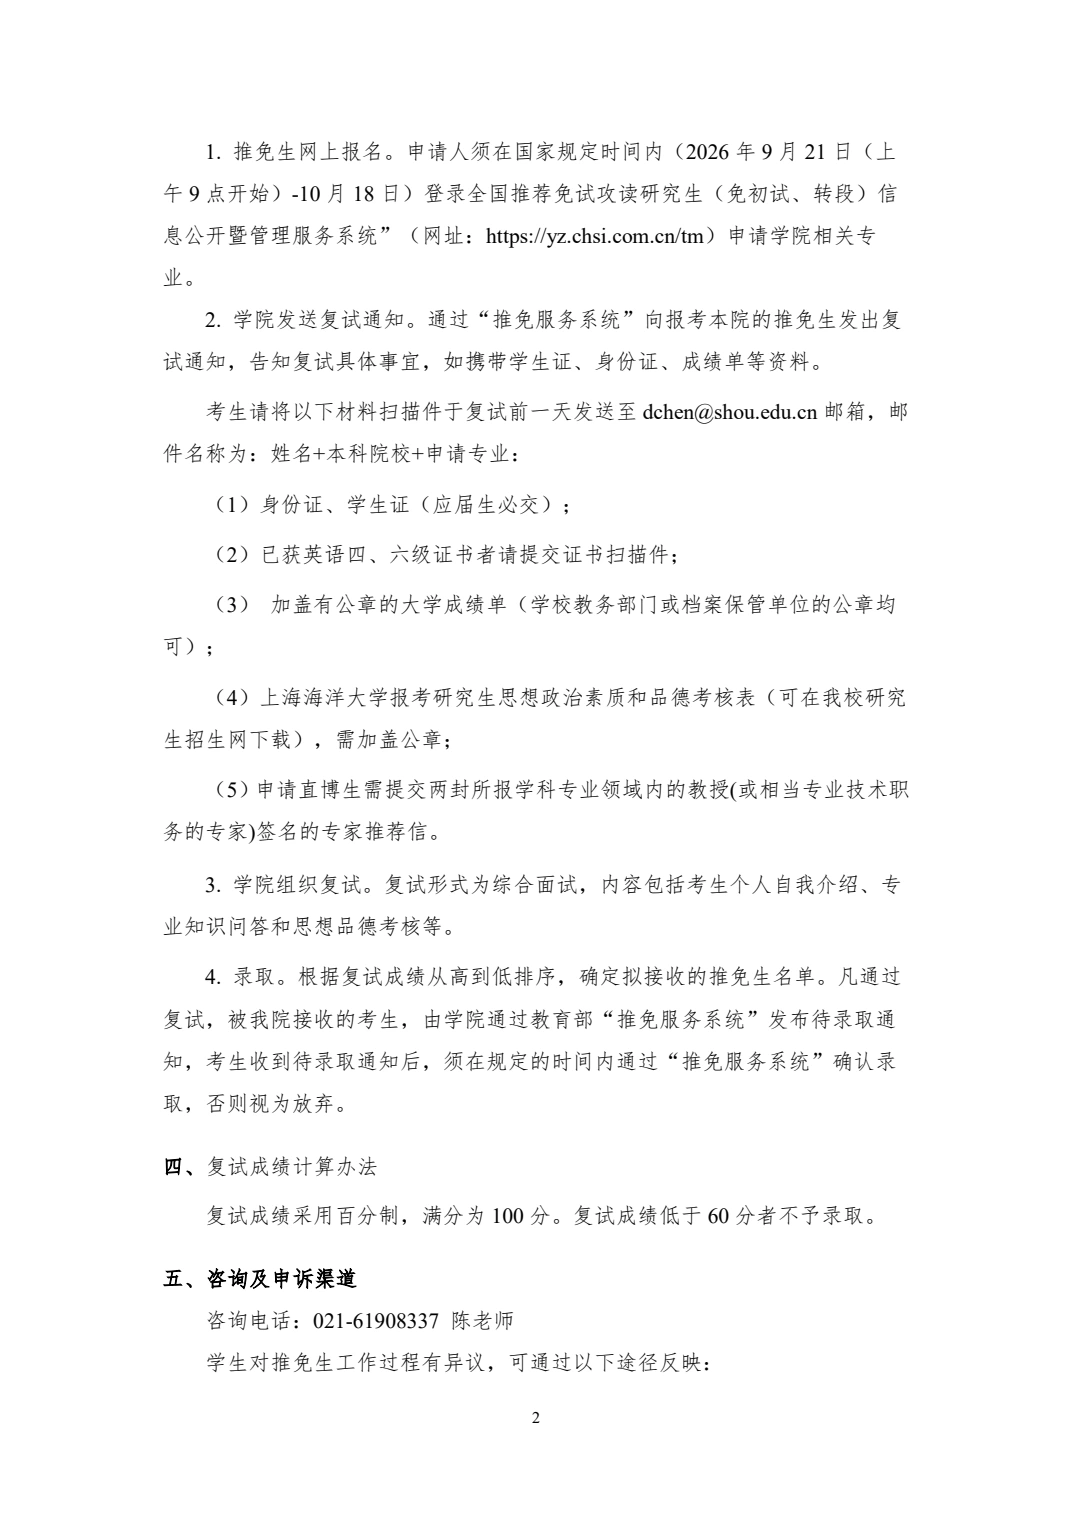 1. 推免生网上报名。申请人须在国家规定时间内（2026 年 9 月 21 日（上
午 9 点开始）-10 月 18 日）登录全国推荐免试攻读研究生（免初试、转段）信
息公开暨管理服务系统”（网址：https://yz.chsi.com.cn/tm）申请学院相关专
业。
2. 学院发送复试通知。通过“推免服务系统”向报考本院的推免生发出复
试通知，告知复试具体事宜，如携带学生证、身份证、成绩单等资料。
考生请将以下材料扫描件于复试前一天发送至 dchen@shou.edu.cn 邮箱，邮
件名称为：姓名+本科院校+申请专业：
（1）身份证、学生证（应届生必交）；
（2）已获英语四、六级证书者请提交证书扫描件；
（3） 加盖有公章的大学成绩单（学校教务部门或档案保管单位的公章均
可）；
（4）上海海洋大学报考研究生思想政治素质和品德考核表（可在我校研究
生招生网下载），需加盖公章；
（5）申请直博生需提交两封所报学科专业领域内的教授(或相当专业技术职
务的专家)签名的专家推荐信。
3. 学院组织复试。复试形式为综合面试，内容包括考生个人自我介绍、专
业知识问答和思想品德考核等。
4. 录取。根据复试成绩从高到低排序，确定拟接收的推免生名单。凡通过
复试，被我院接收的考生，由学院通过教育部“推免服务系统”发布待录取通
知，考生收到待录取通知后，须在规定的时间内通过“推免服务系统”确认录
取，否则视为放弃。
四、复试成绩计算办法
复试成绩采用百分制，满分为 100 分。复试成绩低于 60 分者不予录取。
五、咨询及申诉渠道
咨询电话：021-61908337 陈老师
学生对推免生工作过程有异议，可通过以下途径反映：
2